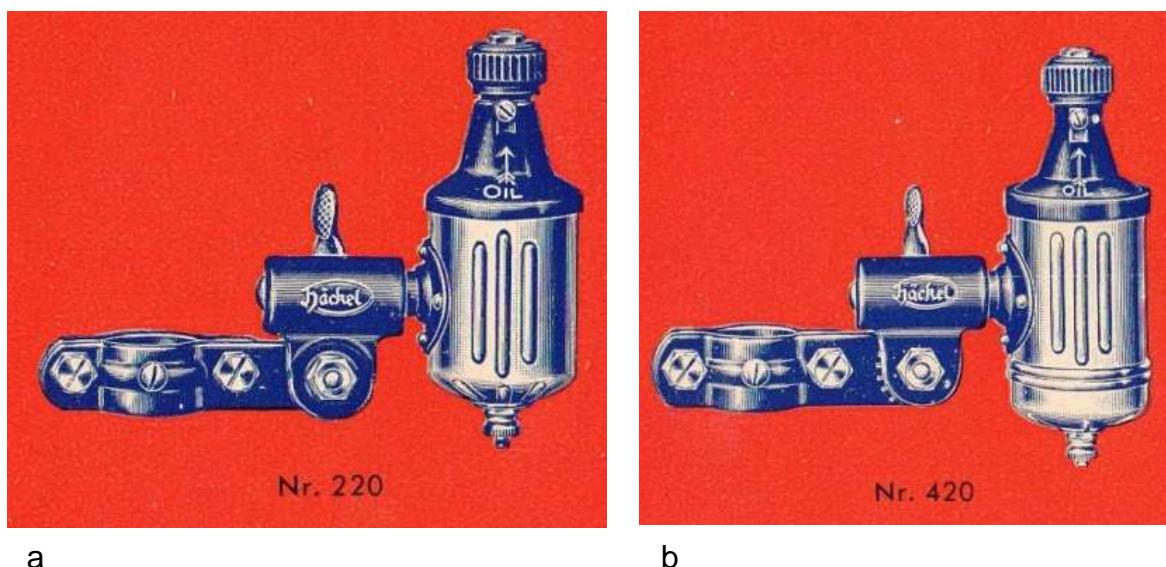 OIL
Häckel
Nr. 220
a
OIL
Häckel
Nr. 420
b